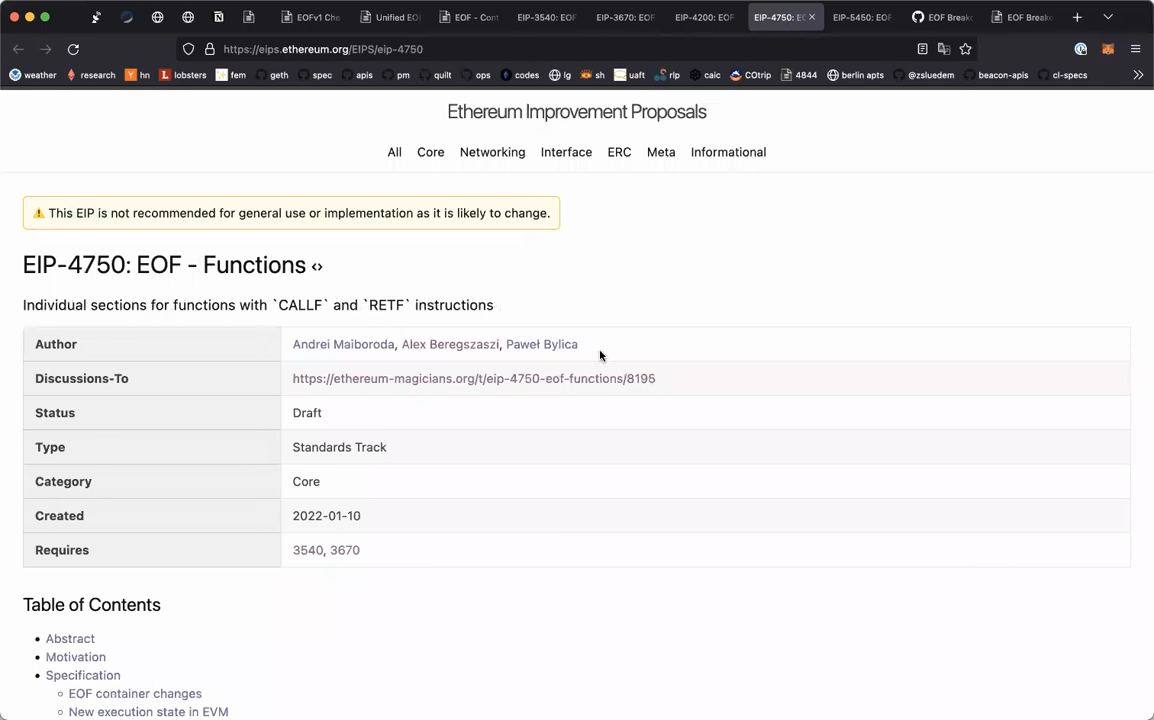 EOFv1 Che
Unified EO
EOF - Cont
EIP-3540: EOF
EIP-3670: EOF
EIP-4200: EOF
EIP-4750: EO
EIP-5450: EOF
EOF Breako
EOF Breako
https://eips.ethereum.org/EIPS/eip-4750
weather
research
hn
lobsters
fem
geth
spec
apis
pm
quilt
ops
codes
lg
sh
uaft
rlp
caic
COtrip
4844
berlin apts
@zsluedem
beacon-apis
cl-specs
Ethereum Improvement Proposals
All Core Networking Interface ERC Meta Informational
This EIP is not recommended for general use or implementation as it is likely to change.
EIP-4750: EOF - Functions
Individual sections for functions with `CALLF` and `RETF` instructions
Author Andrei Maiboroda, Alex Beregszaszi, Paweł Bylica
Discussions-To https://ethereum-magicians.org/t/eip-4750-eof-functions/8195
Status Draft
Type Standards Track
Category Core
Created 2022-01-10
Requires 3540, 3670
Table of Contents
• Abstract
• Motivation
• Specification
EOF container changes
New execution state in EVM